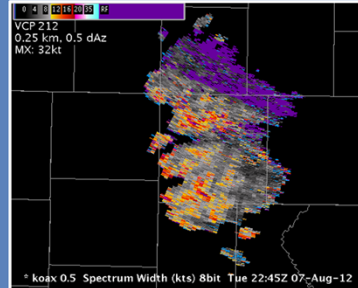 0 4 8 12 16 20 35 RF
VCP 212
0.25 km, 0.5 dAz
MX: 32kt
* koax 0.5 Spectrum Width (kts) 8bit Tue 22:45Z 07-Aug-12